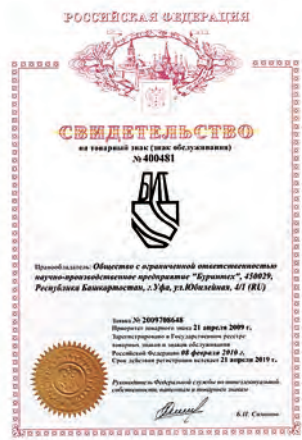 РОССИЙСКАЯ ФЕДЕРАЦИЯ
СВИДЕТЕЛЬСТВО
на товарный знак (знак обслуживания)
№ 400481
БИТ
Правообладатель: Общество с ограниченной ответственностью
научно-производственное предприятие "Буринтех", 450029,
Республика Башкортостан, г.Уфа, ул.Юбилейная, 4/1 (RU)
Заявка № 2009708648
Приоритет товарного знака 21 апреля 2009 г.
Зарегистрировано в Государственном реестре
товарных знаков и знаков обслуживания
Российской Федерации 08 февраля 2010 г.
Срок действия регистрации истекает 21 апреля 2019 г.
Руководитель Федеральной службы по интеллектуальной
собственности, патентам и товарным знакам
Б.П. Симонов